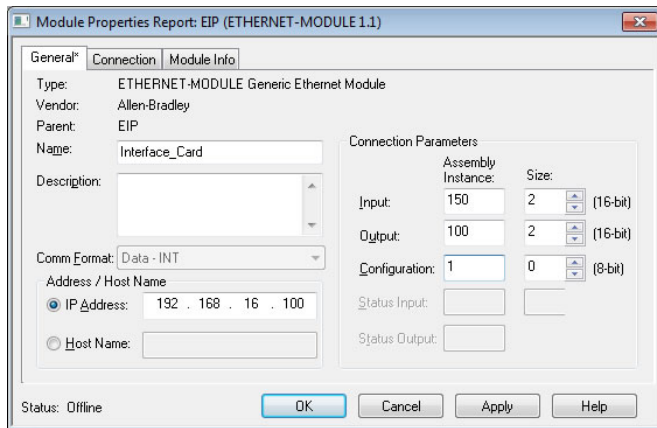 Module Properties Report: EIP (ETHERNET-MODULE 1.1)
General* Connection Module Info
Type: ETHERNET-MODULE Generic Ethernet Module
Vendor: Allen-Bradley
Parent: EIP
Name: Interface_Card
Description:
Comm Format: Data - INT
Address / Host Name
IP Address: 192 . 168 . 16 . 100
Host Name:
Connection Parameters
Assembly Instance: Size:
Input: 150 2 (16-bit)
Output: 100 2 (16-bit)
Configuration: 1 0 (8-bit)
Status Input:
Status Output:
Status: Offline
OK Cancel Apply Help